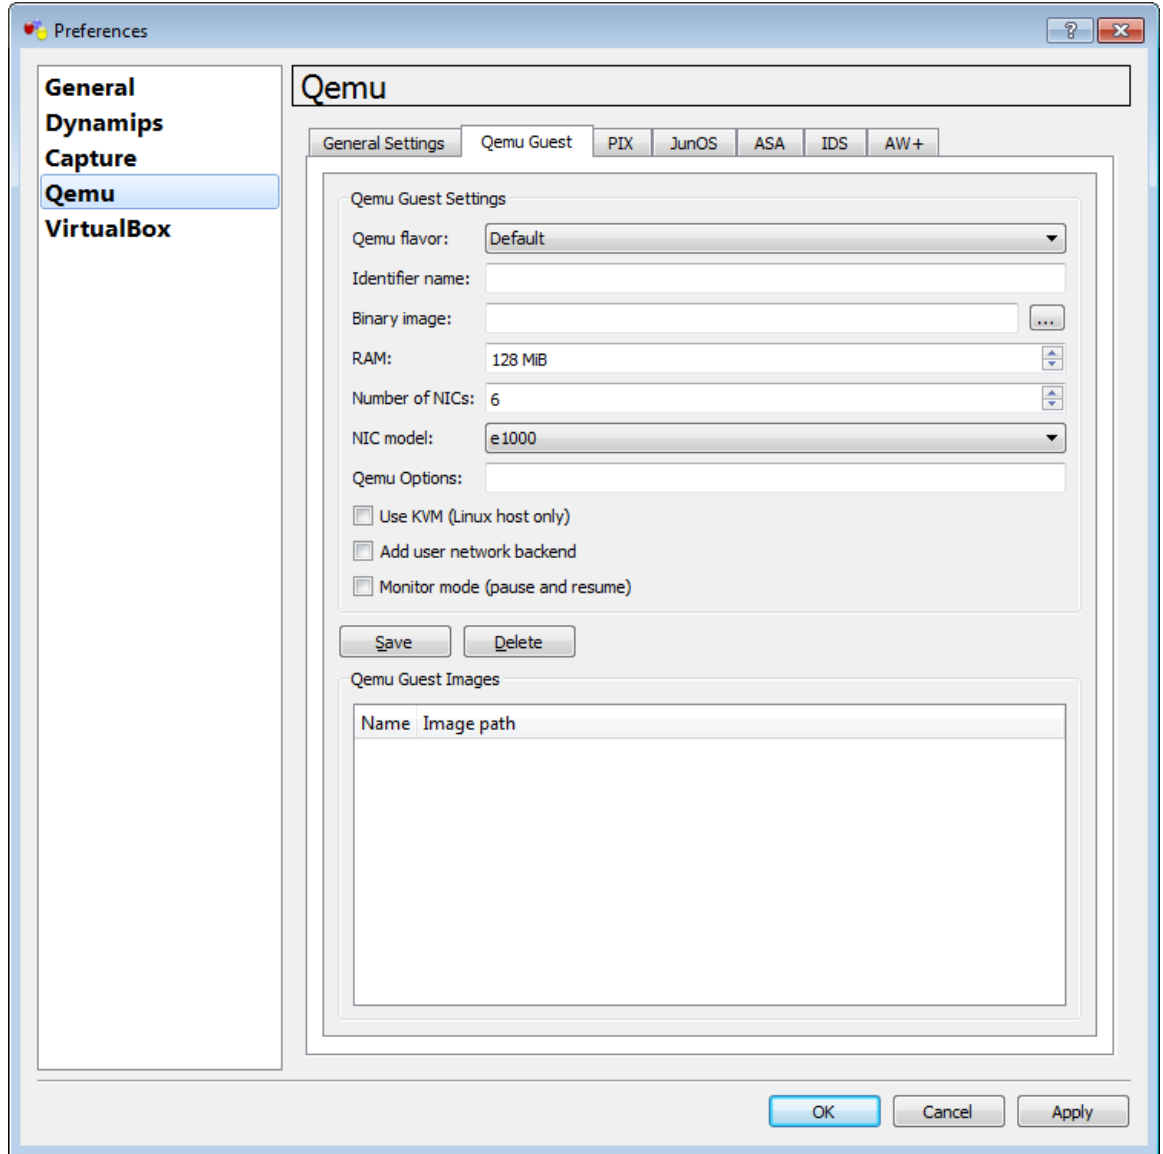 Preferences
General
Dynamips
Capture
Qemu
VirtualBox
Qemu
General Settings Qemu Guest PIX JunOS ASA IDS AW+
Qemu Guest Settings
Qemu flavor: Default
Identifier name:
Binary image: ...
RAM: 128 MiB
Number of NICs: 6
NIC model: e1000
Qemu Options:
Use KVM (Linux host only)
Add user network backend
Monitor mode (pause and resume)
Save Delete
Qemu Guest Images
Name Image path
OK Cancel Apply